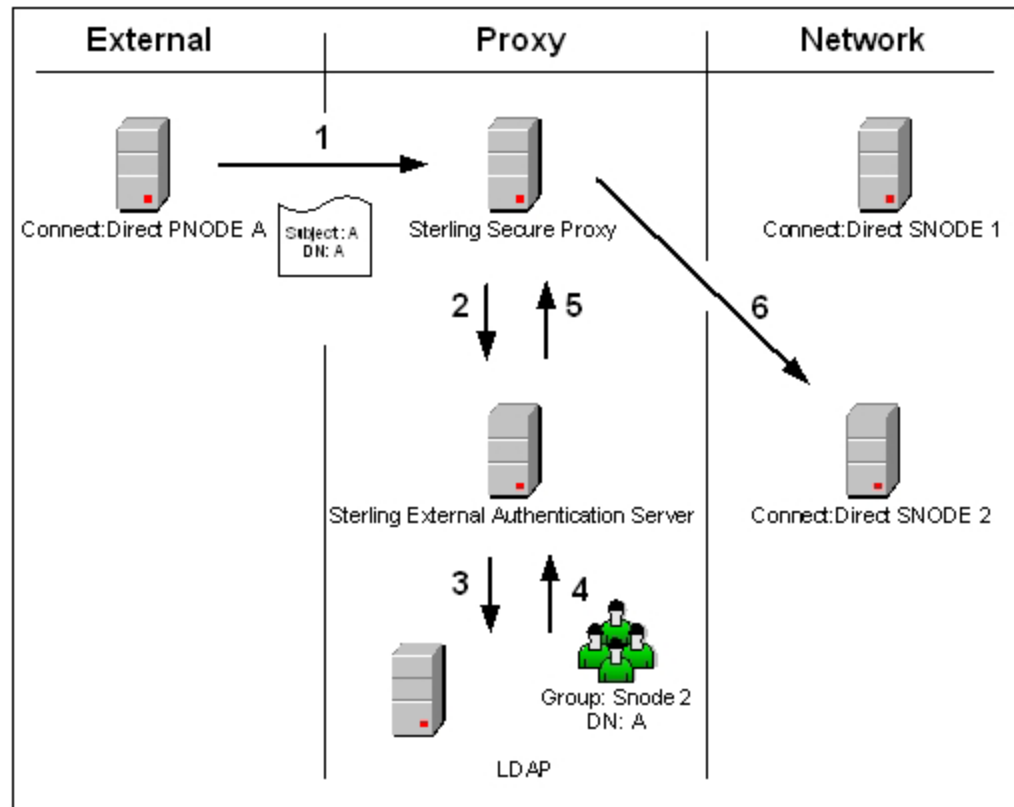 External
Proxy
Network
1
Connect:Direct PNODE A
Subject: A
DN: A
Sterling Secure Proxy
Connect:Direct SNODE 1
2
5
6
Sterling External Authentication Server
Connect:Direct SNODE 2
3
4
Group: Snode 2
DN: A
LDAP